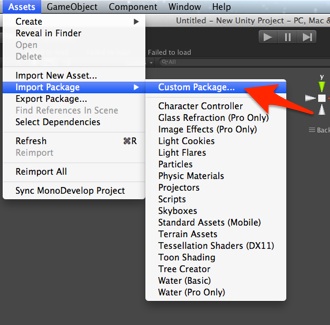 Assets GameObject Component Window Help
Untitled - New Unity Project - PC, Mac &
Create
Reveal in Finder
Open
Delete
Failed to load
Import New Asset...
Import Package
Export Package...
Find References In Scene
Select Dependencies
Refresh ⌘R
Reimport
Reimport All
Sync MonoDevelop Project
Custom Package...
Character Controller
Glass Refraction (Pro Only)
Image Effects (Pro Only)
Light Cookies
Light Flares
Particles
Physic Materials
Projectors
Scripts
Skyboxes
Standard Assets (Mobile)
Terrain Assets
Tessellation Shaders (DX11)
Toon Shading
Tree Creator
Water (Basic)
Water (Pro Only)
y
Back